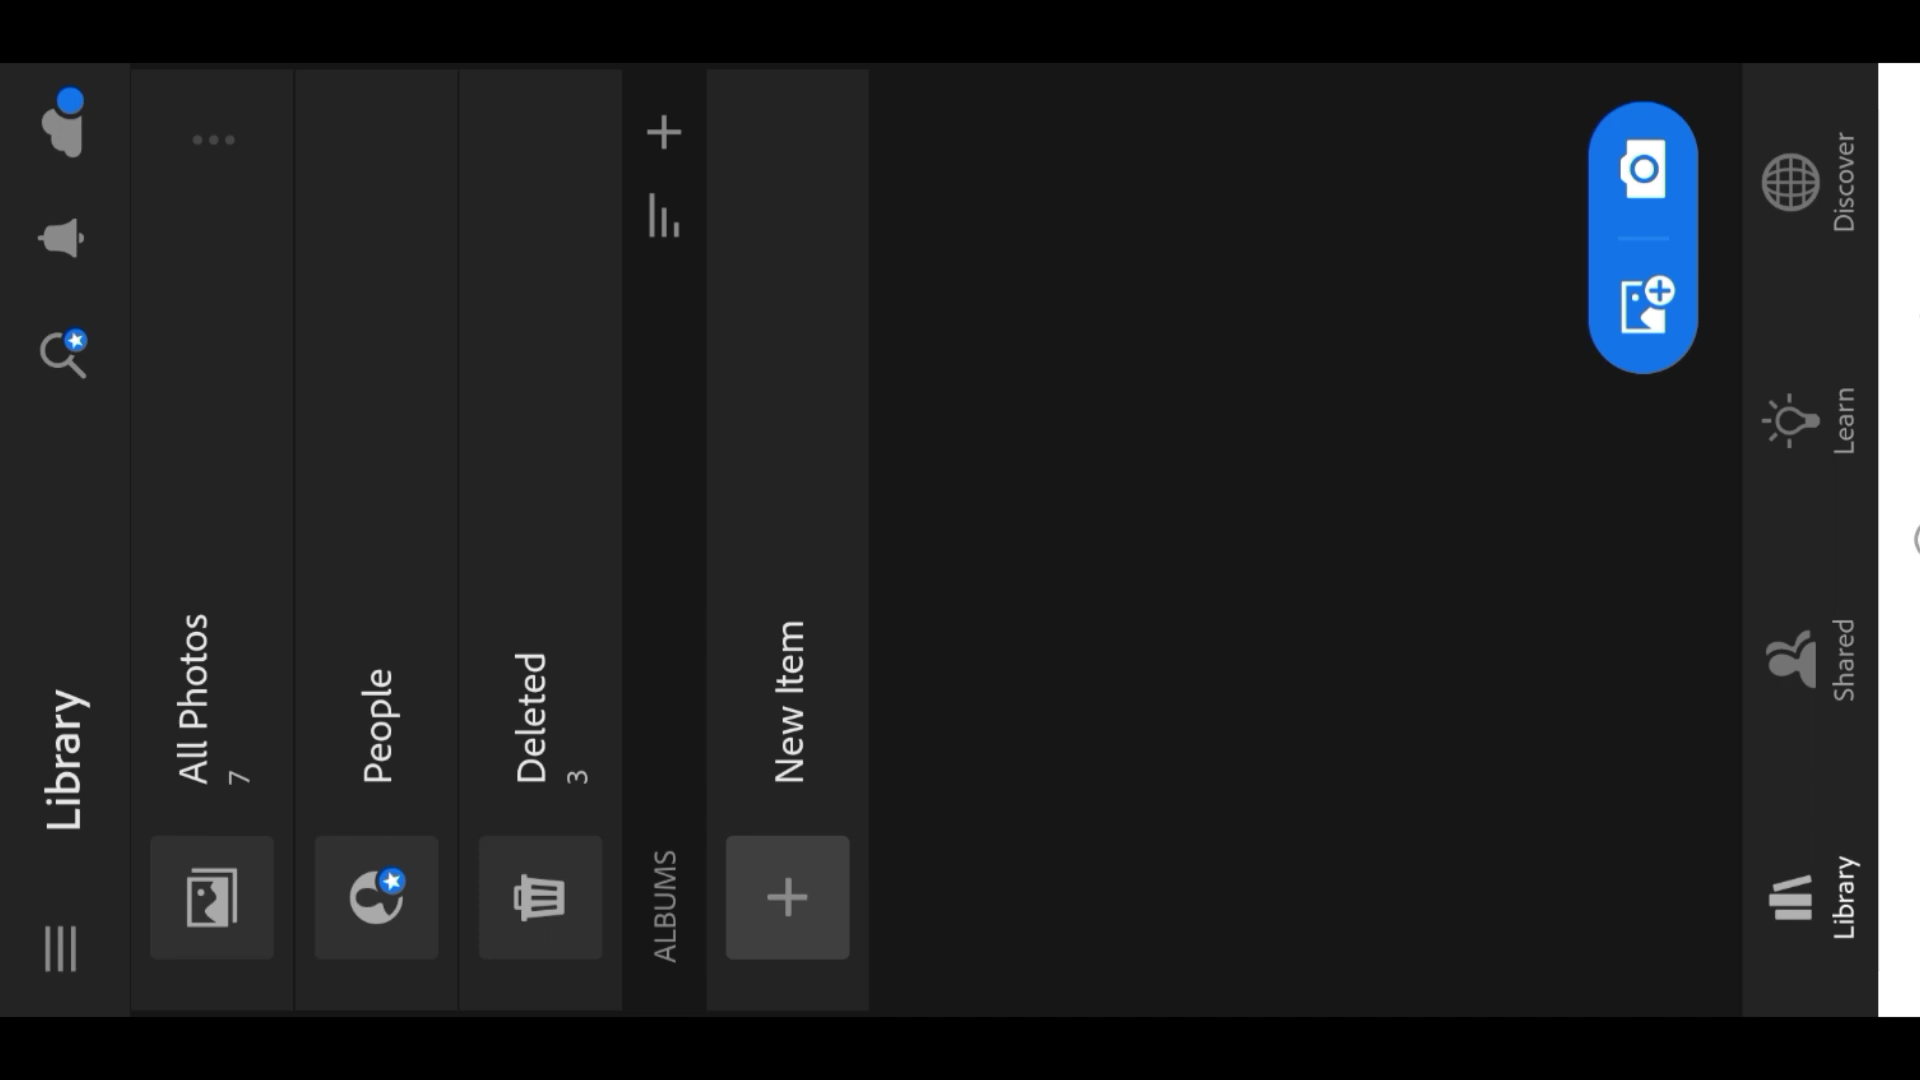 Library
All Photos
7
People
Deleted
3
ALBUMS
New Item
Library
Shared
Learn
Discover